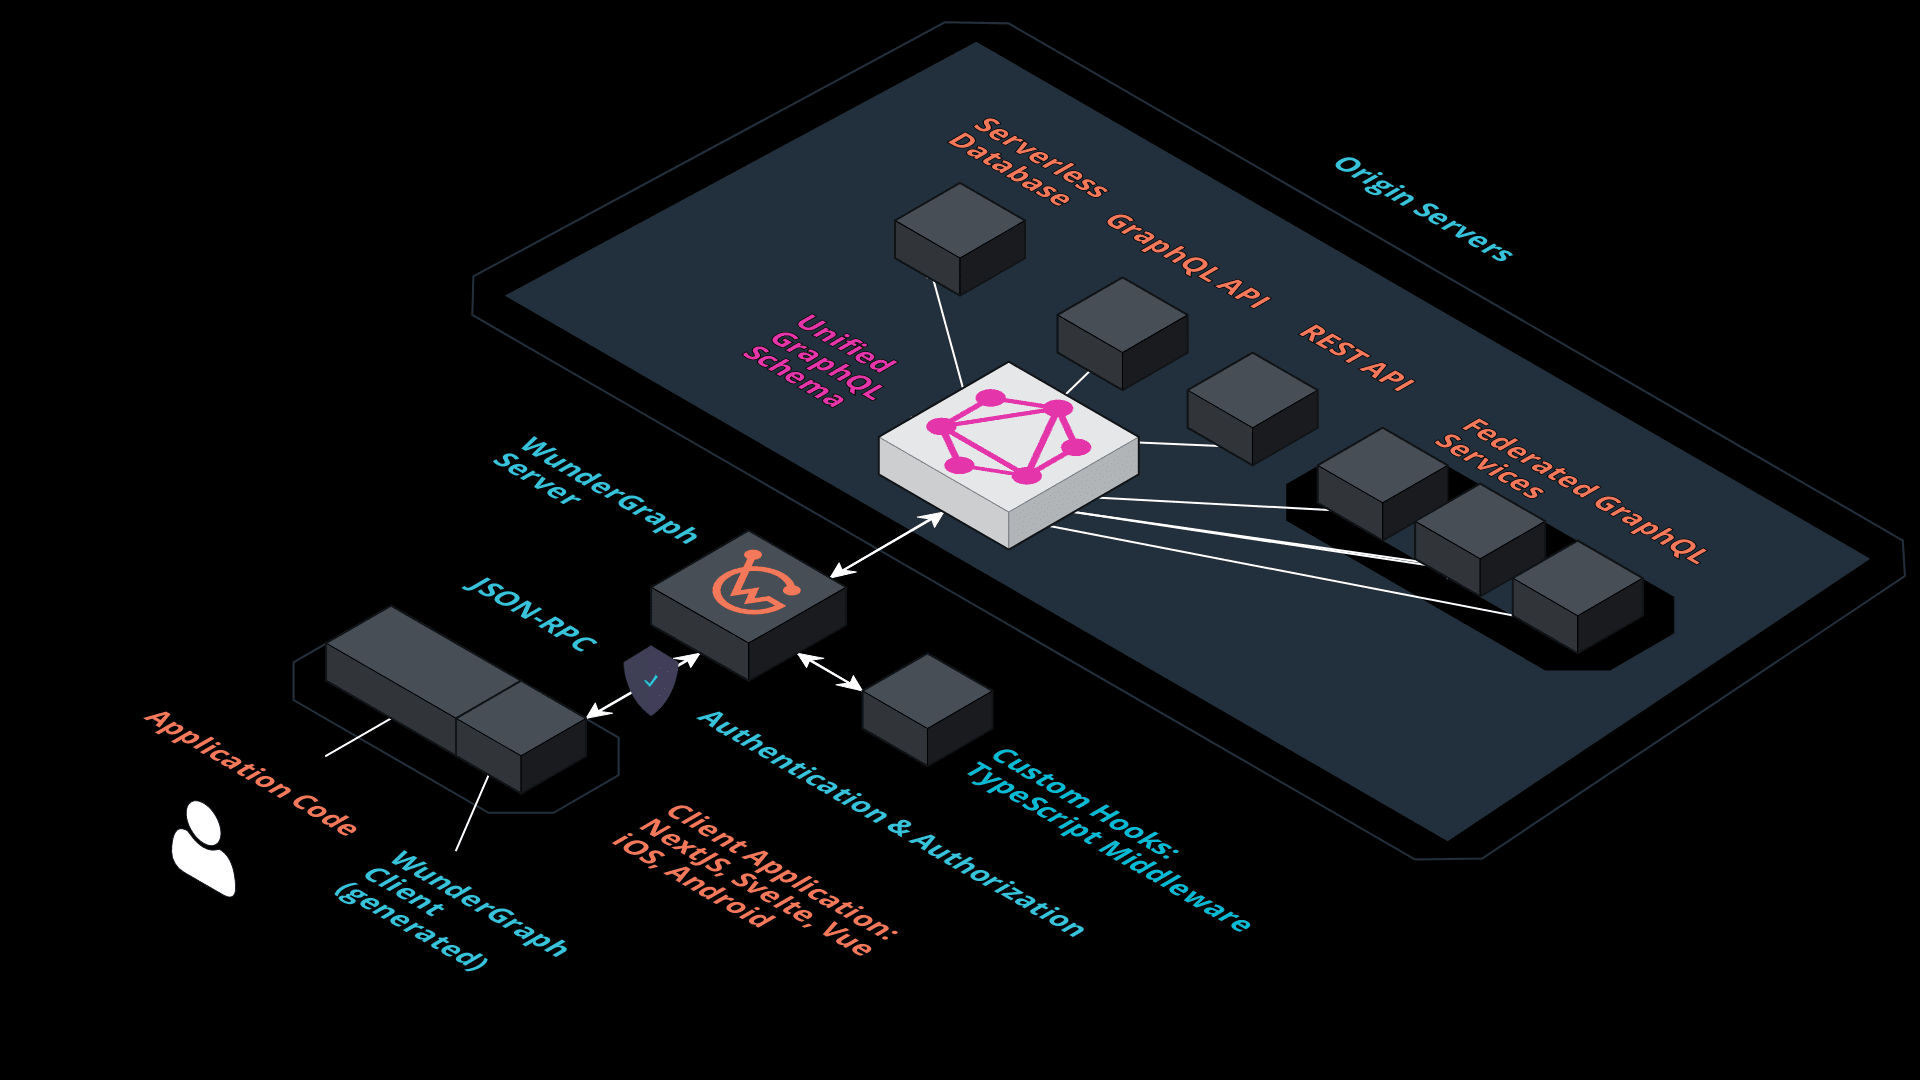 Serverless
Database
Origin Servers
GraphQL API
REST API
Unified
GraphQL
Schema
Federated GraphQL
Services
WunderGraph
Server
JSON-RPC
Application Code
Authentication & Authorization
Custom Hooks:
TypeScript Middleware
Client Application:
NextJS, Svelte, Vue
iOS, Android
WunderGraph
Client
(generated)